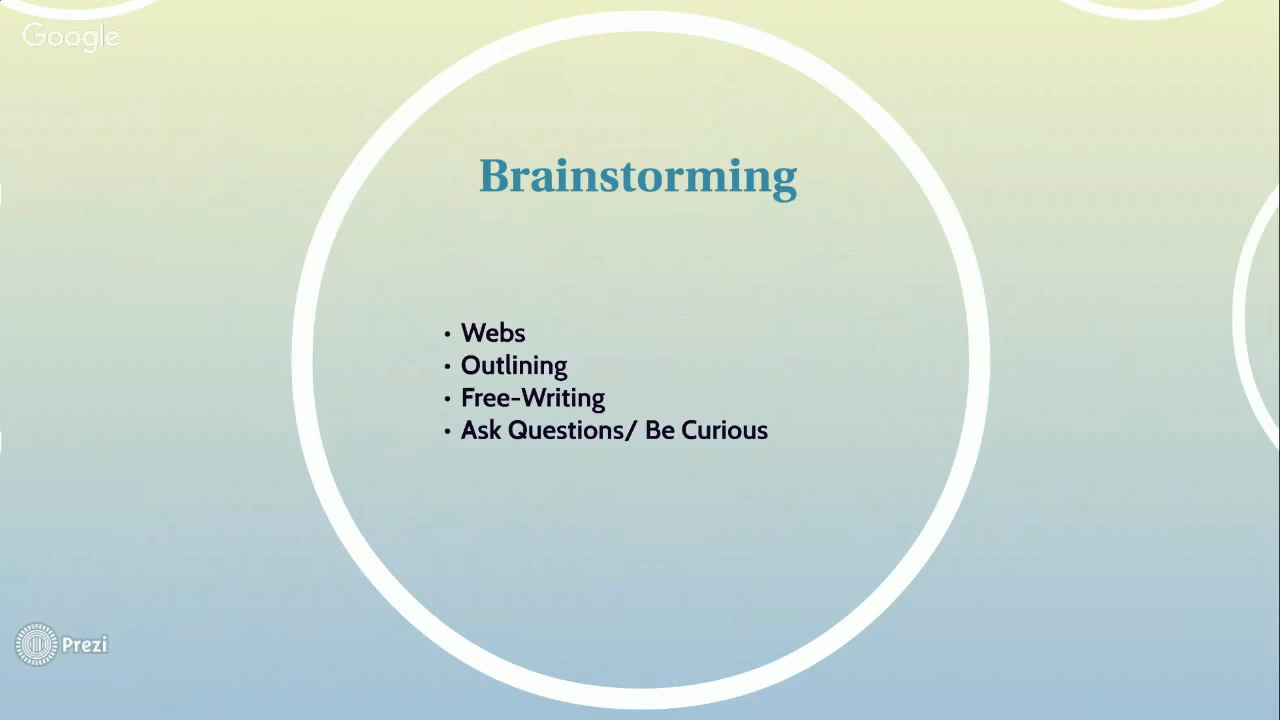 Google
Brainstorming
• Webs
• Outlining
• Free-Writing
• Ask Questions/ Be Curious
Prezi